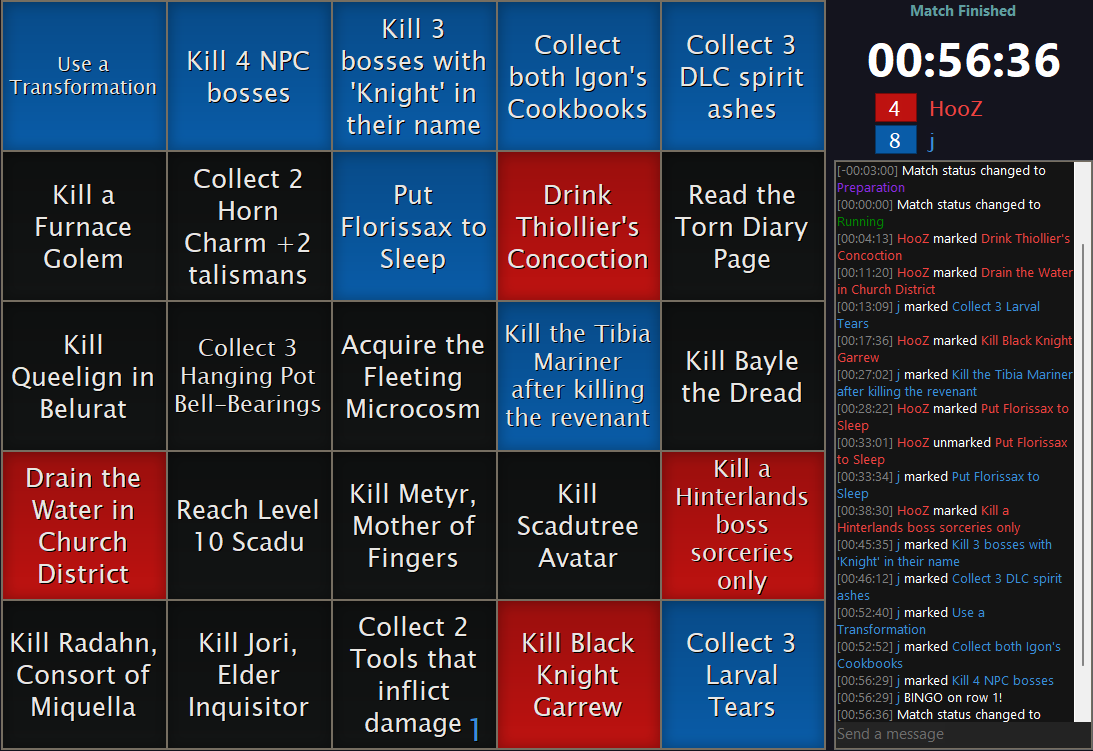 Use a
Transformation
Kill 4 NPC
bosses
Kill 3
bosses with
'Knight' in
their name
Collect
both Igon's
Cookbooks
Collect 3
DLC spirit
ashes
Kill a
Furnace
Golem
Collect 2
Horn
Charm +2
talismans
Put
Florissax to
Sleep
Drink
Thiollier's
Concoction
Read the
Torn Diary
Page
Kill
Queelign in
Belurat
Collect 3
Hanging Pot
Bell-Bearings
Acquire the
Fleeting
Microcosm
Kill the Tibia
Mariner
after killing
the revenant
Kill Bayle
the Dread
Drain the
Water in
Church
District
Reach Level
10 Scadu
Kill Metyr,
Mother of
Fingers
Kill
Scadutree
Avatar
Kill a
Hinterlands
boss
sorceries
only
Kill Radahn,
Consort of
Miquella
Kill Jori,
Elder
Inquisitor
Collect 2
Tools that
inflict
damage 1
Kill Black
Knight
Garrew
Collect 3
Larval
Tears
Match Finished
00:56:36
4 HooZ
8 j
[-00:03:00] Match status changed to
Preparation
[00:00:00] Match status changed to
Running
[00:04:13] HooZ marked Drink Thiollier's
Concoction
[00:11:20] HooZ marked Drain the Water
in Church District
[00:13:09] j marked Collect 3 Larval
Tears
[00:17:36] HooZ marked Kill Black Knight
Garrew
[00:27:02] j marked Kill the Tibia Mariner
after killing the revenant
[00:28:22] HooZ marked Put Florissax to
Sleep
[00:33:01] HooZ unmarked Put Florissax
to Sleep
[00:33:34] j marked Put Florissax to
Sleep
[00:38:30] HooZ marked Kill a
Hinterlands boss sorceries only
[00:45:35] j marked Kill 3 bosses with
'Knight' in their name
[00:46:12] j marked Collect 3 DLC spirit
ashes
[00:52:40] j marked Use a
Transformation
[00:52:52] j marked Collect both Igon's
Cookbooks
[00:56:29] j marked Kill 4 NPC bosses
[00:56:29] j BINGO on row 1!
[00:56:36] Match status changed to
Send a message